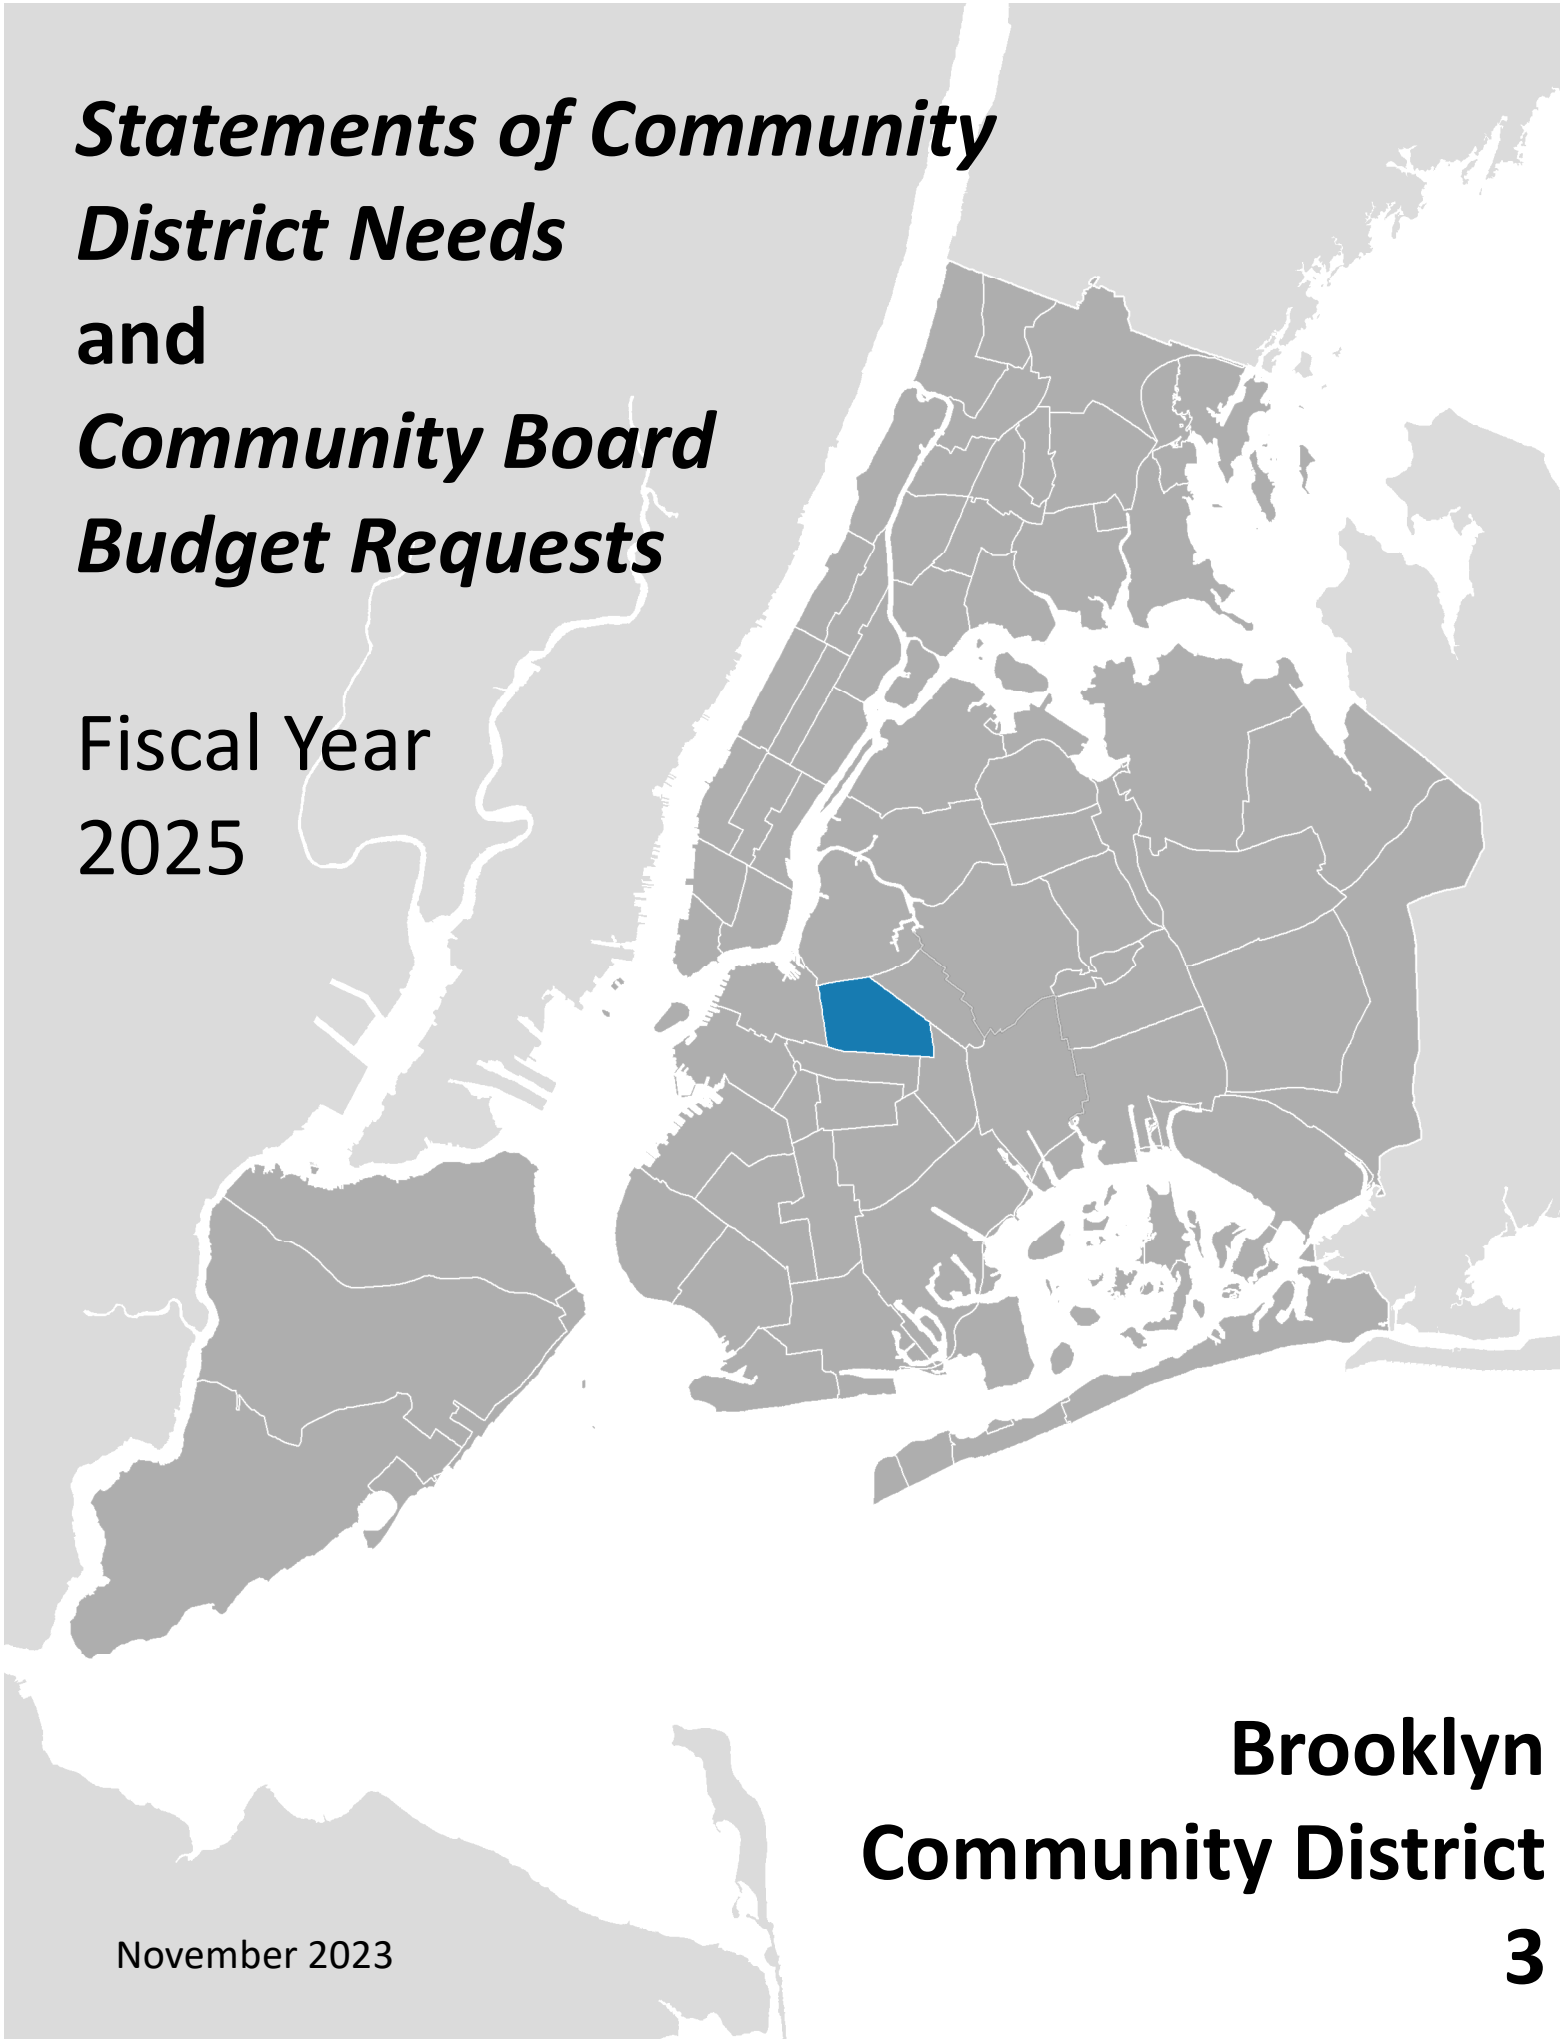 Statements of Community
District Needs
and
Community Board
Budget Requests
Fiscal Year
2025
Brooklyn
Community District
3
November 2023